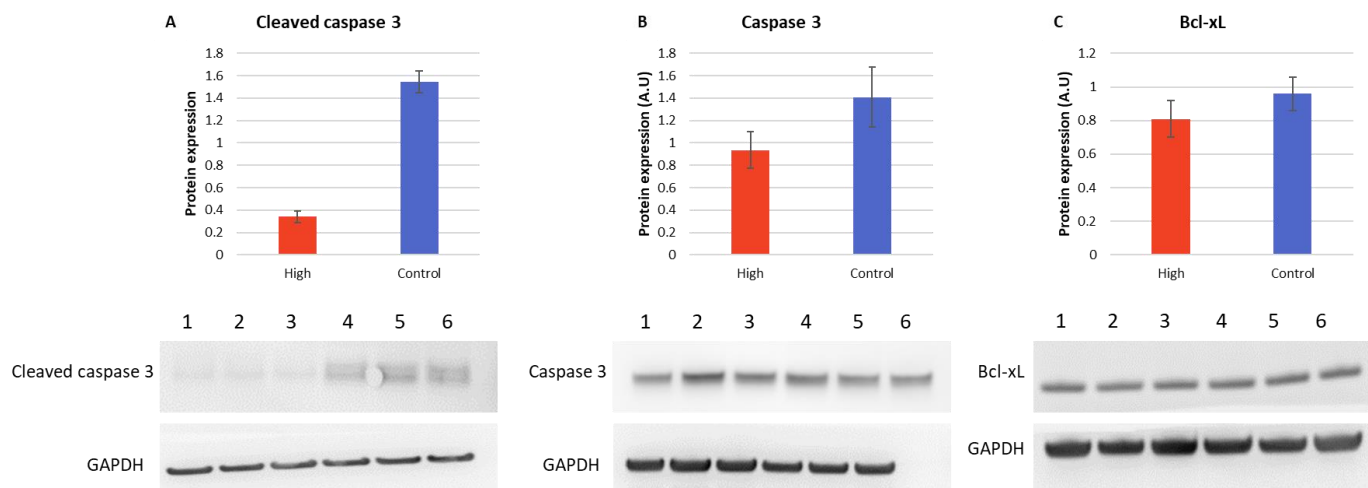 A Cleaved caspase 3
Protein expression
1.8
1.6
1.4
1.2
1
0.8
0.6
0.4
0.2
0
High Control
1 2 3 4 5 6
Cleaved caspase 3
GAPDH
B Caspase 3
Protein expression (A.U)
1.8
1.6
1.4
1.2
1
0.8
0.6
0.4
0.2
0
High Control
1 2 3 4 5 6
Caspase 3
GAPDH
C Bcl-xL
Protein expression (A.U)
1.2
1
0.8
0.6
0.4
0.2
0
High Control
1 2 3 4 5 6
Bcl-xL
GAPDH